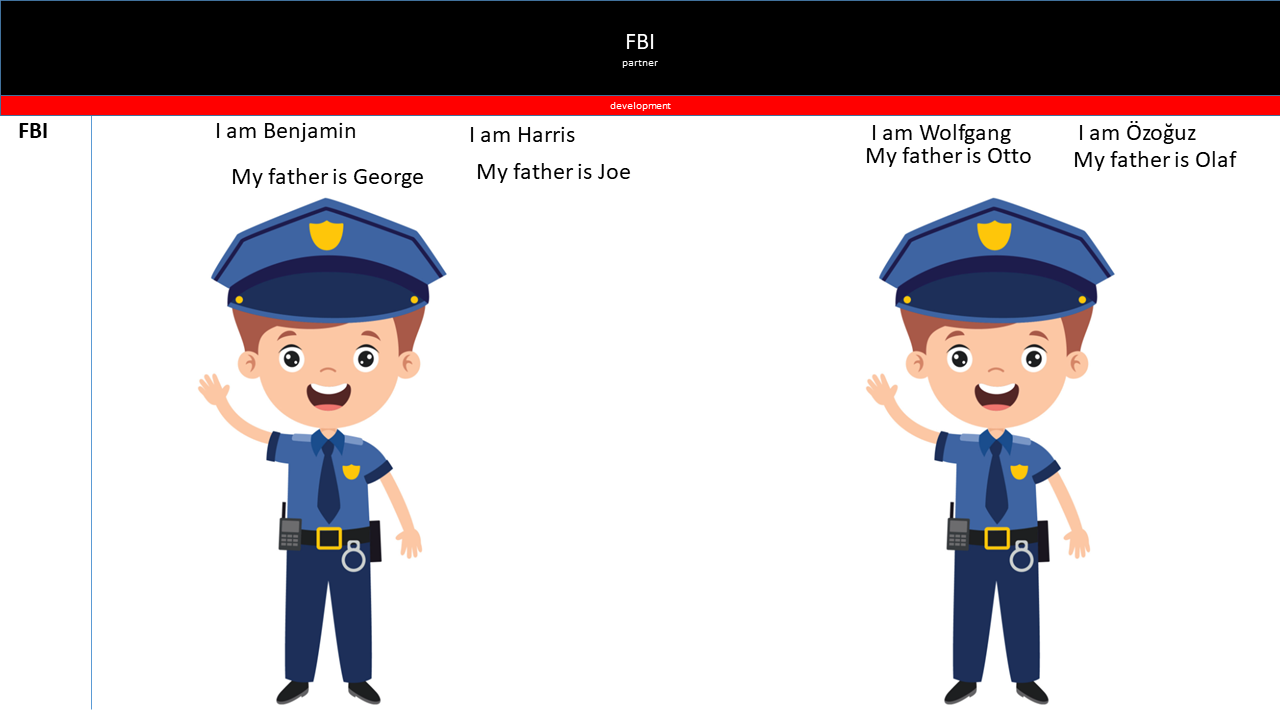 FBI
partner
development
FBI
I am Benjamin
My father is George
I am Harris
My father is Joe
I am Wolfgang
My father is Otto
I am Özoğuz
My father is Olaf